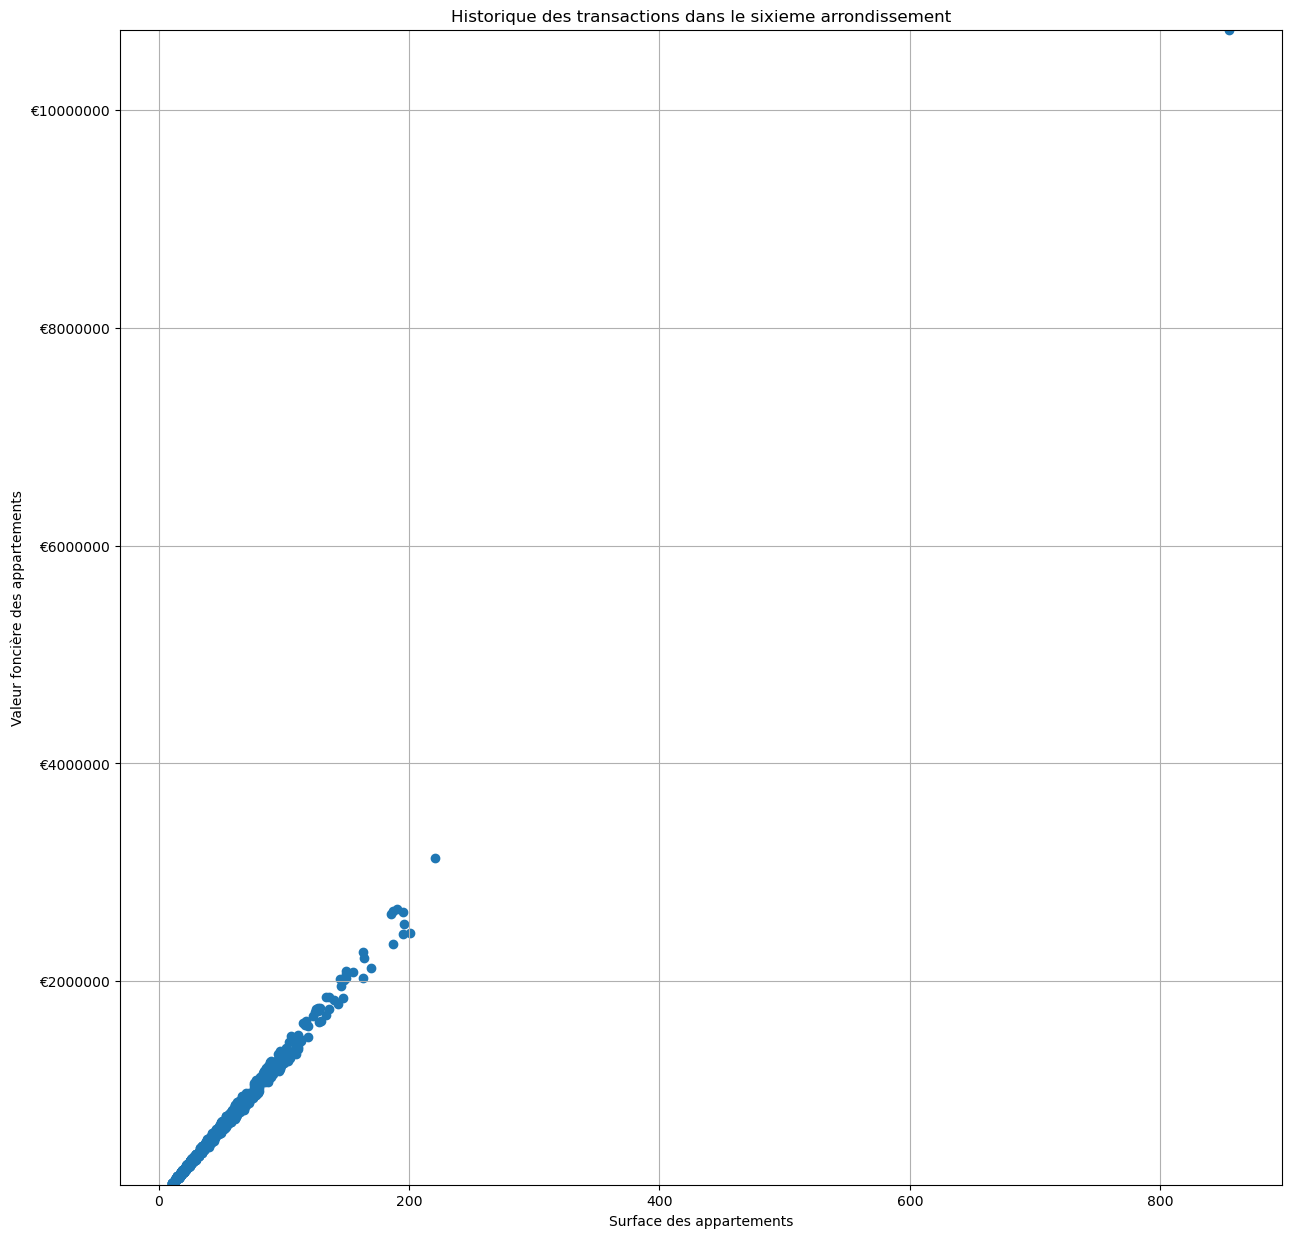 Historique des transactions dans le sixieme arrondissement
€10000000
€8000000
€6000000
€4000000
€2000000
Valeur foncière des appartements
0 200 400 600 800
Surface des appartements